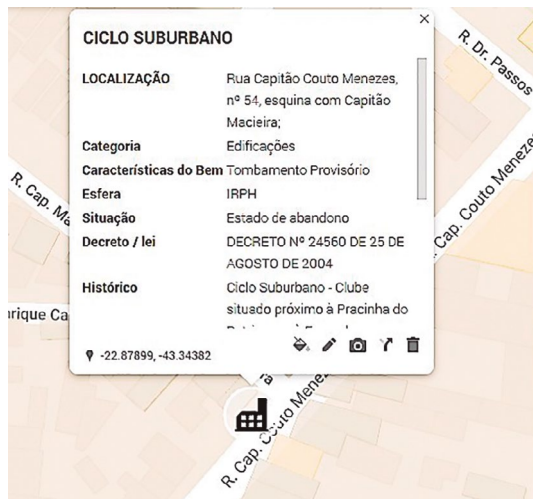 CICLO SUBURBANO
LOCALIZAÇÃO Rua Capitão Couto Menezes,
nº 54, esquina com Capitão
Macieira;
Categoria Edificações
Características do Bem Tombamento Provisório
Esfera IRPH
Situação Estado de abandono
Decreto / lei DECRETO Nº 24560 DE 25 DE
AGOSTO DE 2004
Histórico Ciclo Suburbano - Clube
situado próximo à Pracinha do
-22.87899, -43.34382
R. Dr. Passos
R. Cap.
Cap. Couto Menezes
R. Cap. Couto Menezes